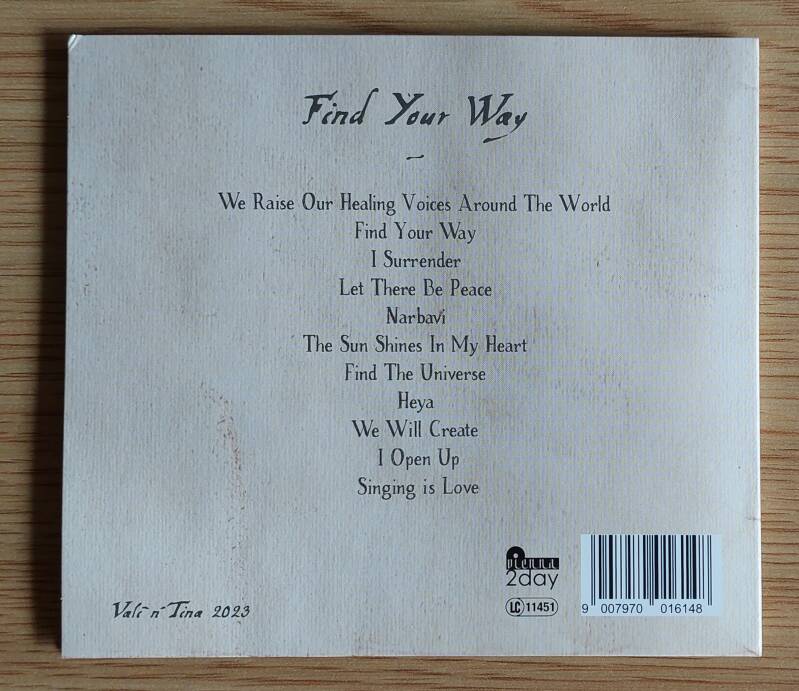 Find Your Way
We Raise Our Healing Voices Around The World
Find Your Way
I Surrender
Let There Be Peace
Narbavi
The Sun Shines In My Heart
Find The Universe
Heya
We Will Create
I Open Up
Singing is Love
vienna
2day
LC 11451
9 007970 016148
Vali n' Tina 2023